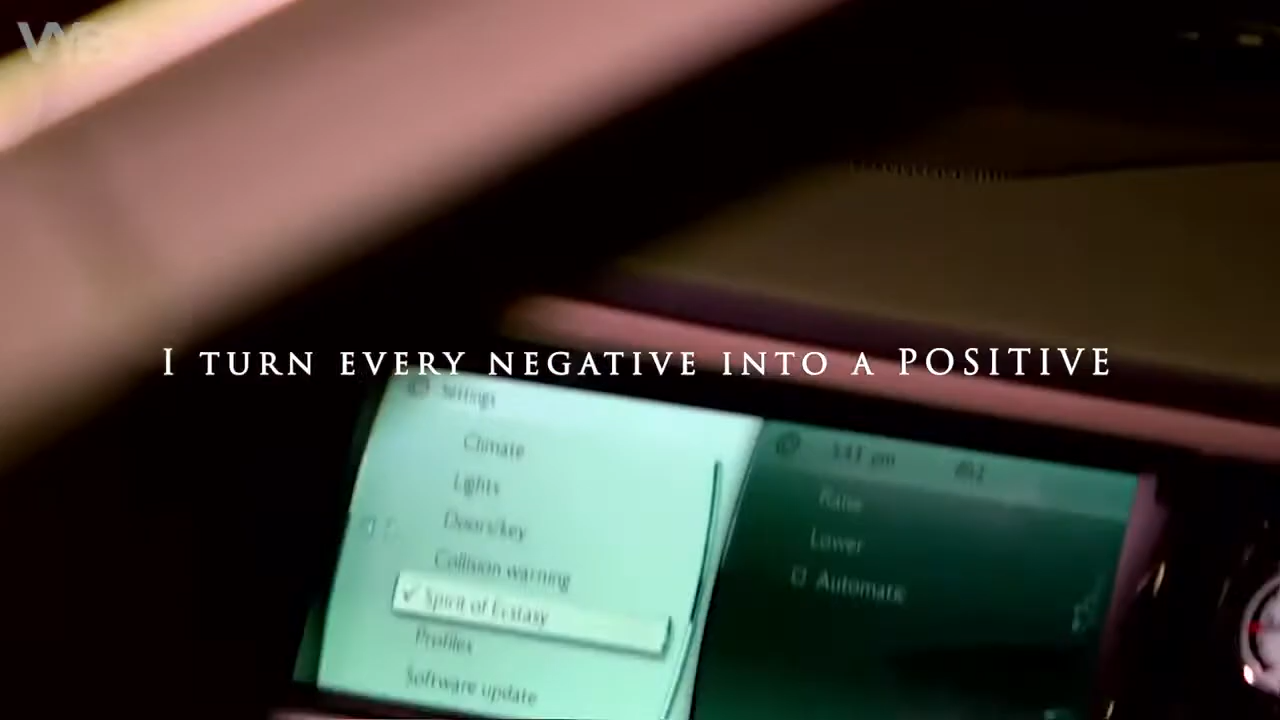 I TURN EVERY NEGATIVE INTO A POSITIVE
Settings
Climate
Lights
Doors/key
Collision warning
✓ Spirit of Ecstasy
Profiles
Software update
Raise
Lower
Automatic